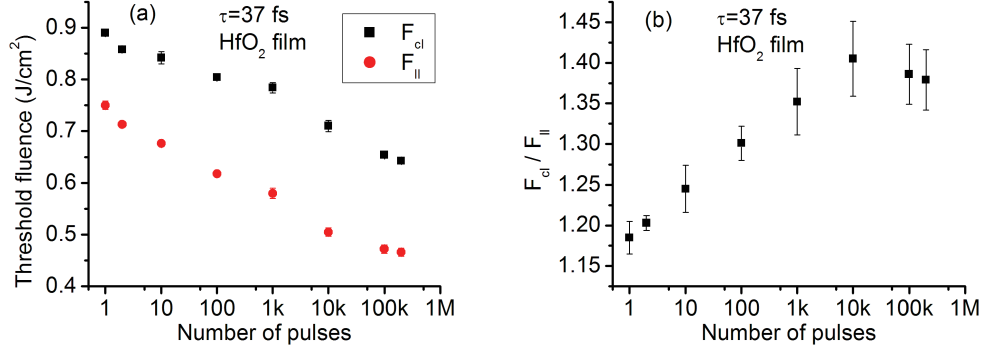 (a)
τ=37 fs
HfO2 film
Fcl
Fll
0.9
0.8
0.7
0.6
0.5
0.4
Threshold fluence (J/cm2)
1 10 100 1k 10k 100k 1M
Number of pulses
(b)
τ=37 fs
HfO2 film
1.45
1.40
1.35
1.30
1.25
1.20
1.15
Fcl / Fll
1 10 100 1k 10k 100k 1M
Number of pulses